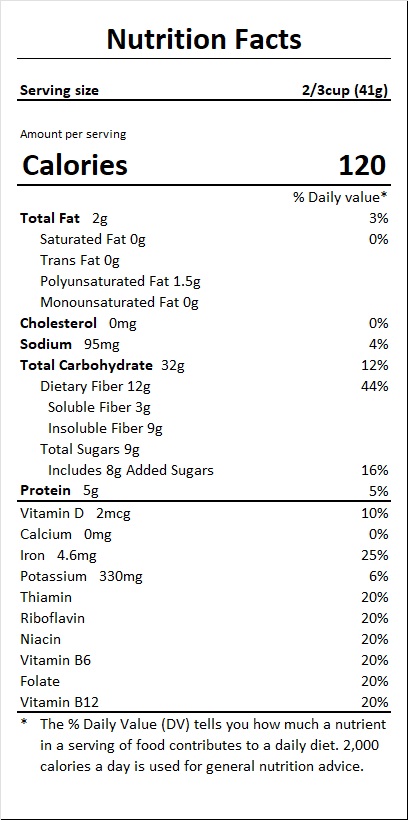 Nutrition Facts
Serving size 2/3cup (41g)
Amount per serving
Calories 120
% Daily value*
Total Fat 2g 3%
Saturated Fat 0g 0%
Trans Fat 0g
Polyunsaturated Fat 1.5g
Monounsaturated Fat 0g
Cholesterol 0mg 0%
Sodium 95mg 4%
Total Carbohydrate 32g 12%
Dietary Fiber 12g 44%
Soluble Fiber 3g
Insoluble Fiber 9g
Total Sugars 9g
Includes 8g Added Sugars 16%
Protein 5g 5%
Vitamin D 2mcg 10%
Calcium 0mg 0%
Iron 4.6mg 25%
Potassium 330mg 6%
Thiamin 20%
Riboflavin 20%
Niacin 20%
Vitamin B6 20%
Folate 20%
Vitamin B12 20%
* The % Daily Value (DV) tells you how much a nutrient
in a serving of food contributes to a daily diet. 2,000
calories a day is used for general nutrition advice.